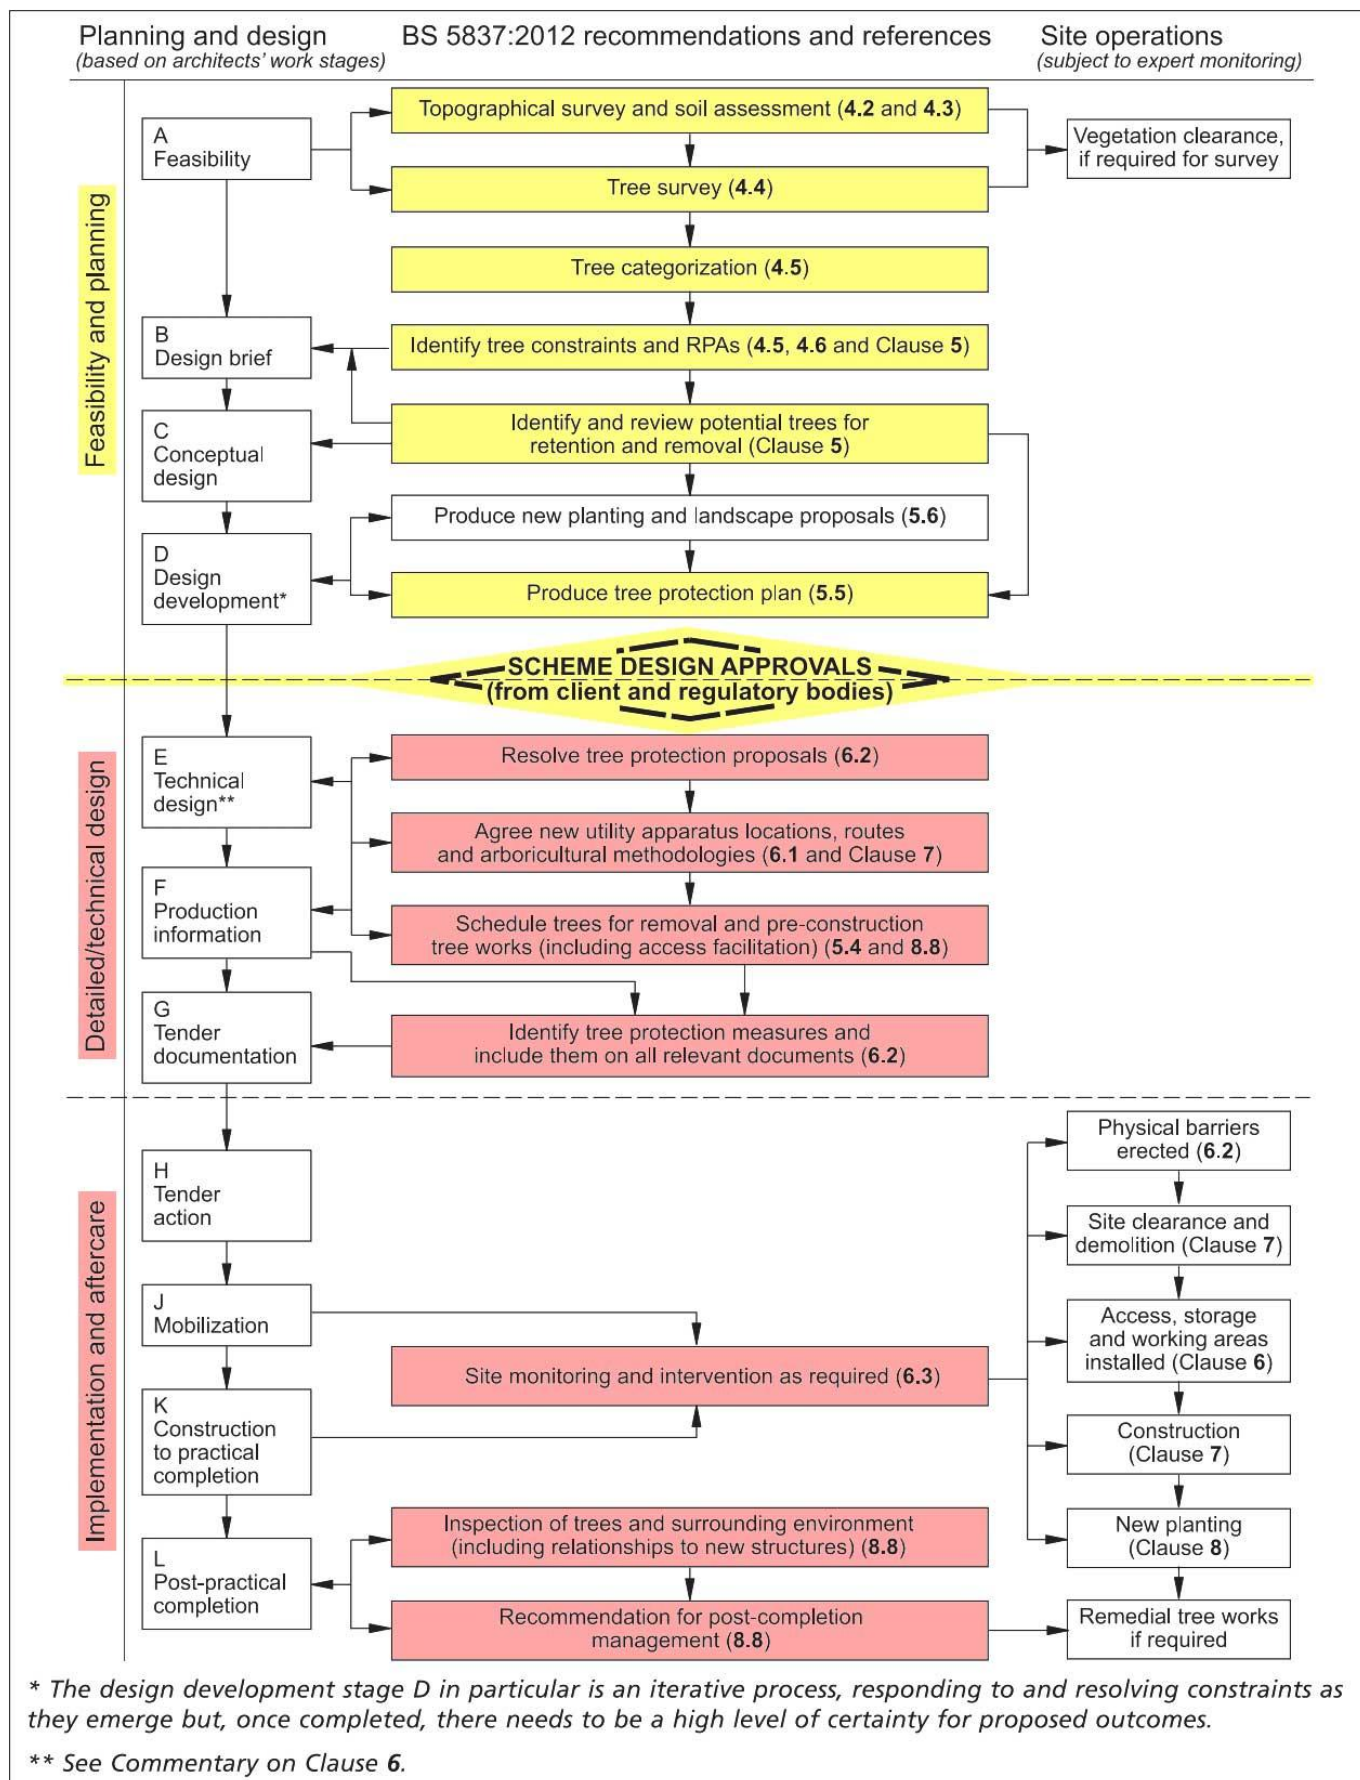 Planning and design
(based on architects' work stages)
BS 5837:2012 recommendations and references
Site operations
(subject to expert monitoring)
Feasibility and planning
A
Feasibility
Topographical survey and soil assessment (4.2 and 4.3)
Vegetation clearance,
if required for survey
Tree survey (4.4)
Tree categorization (4.5)
B
Design brief
Identify tree constraints and RPAs (4.5, 4.6 and Clause 5)
C
Conceptual
design
Identify and review potential trees for
retention and removal (Clause 5)
Produce new planting and landscape proposals (5.6)
D
Design
development*
Produce tree protection plan (5.5)
SCHEME DESIGN APPROVALS
(from client and regulatory bodies)
Detailed/technical design
E
Technical
design**
Resolve tree protection proposals (6.2)
Agree new utility apparatus locations, routes
and arboricultural methodologies (6.1 and Clause 7)
F
Production
information
Schedule trees for removal and pre-construction
tree works (including access facilitation) (5.4 and 8.8)
G
Tender
documentation
Identify tree protection measures and
include them on all relevant documents (6.2)
Implementation and aftercare
H
Tender
action
Physical barriers
erected (6.2)
Site clearance and
demolition (Clause 7)
J
Mobilization
Access, storage
and working areas
installed (Clause 6)
Site monitoring and intervention as required (6.3)
K
Construction
to practical
completion
Construction
(Clause 7)
Inspection of trees and surrounding environment
(including relationships to new structures) (8.8)
New planting
(Clause 8)
L
Post-practical
completion
Recommendation for post-completion
management (8.8)
Remedial tree works
if required
* The design development stage D in particular is an iterative process, responding to and resolving constraints as
they emerge but, once completed, there needs to be a high level of certainty for proposed outcomes.
** See Commentary on Clause 6.